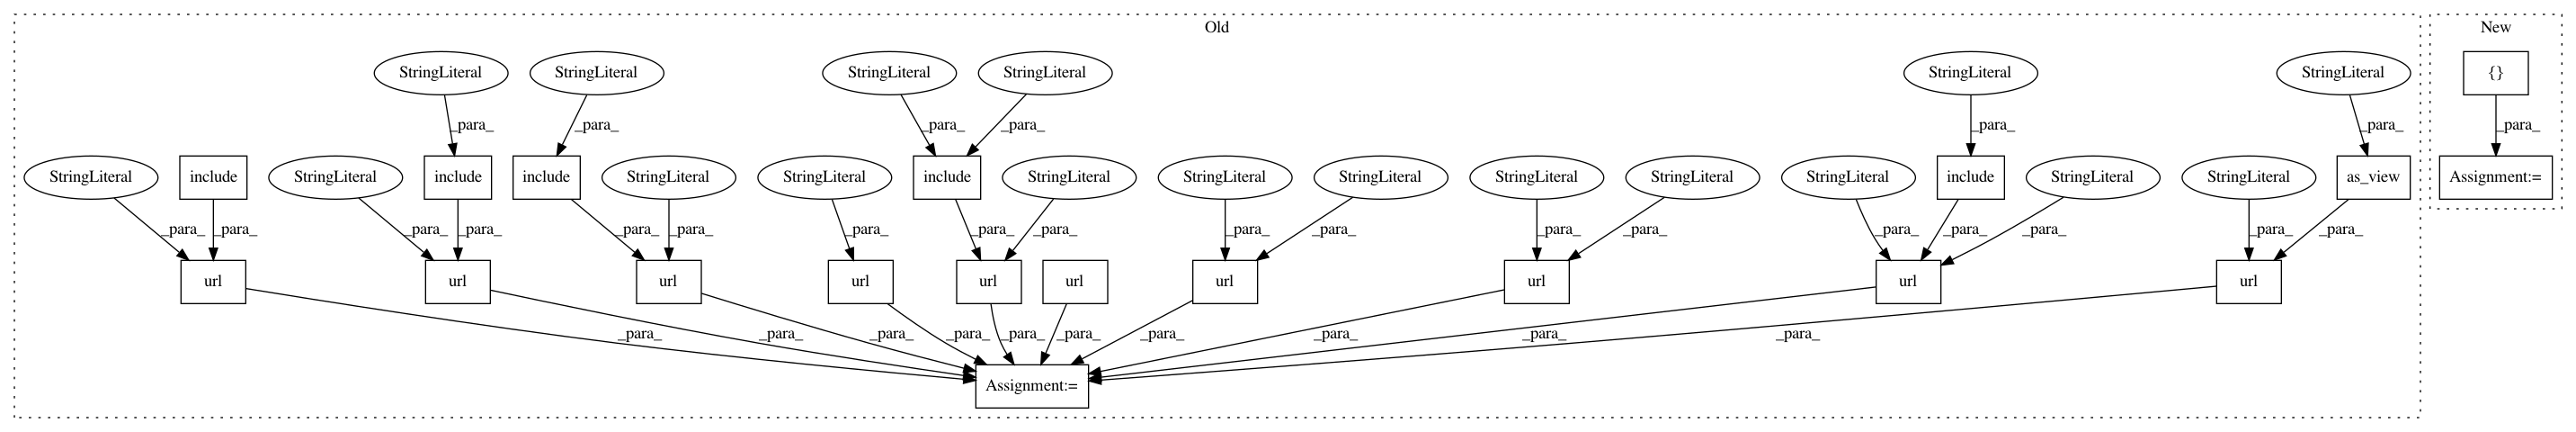 Old
New
StringLiteral StringLiteral StringLiteral StringLiteral StringLiteral StringLiteral {}
_para_ _para_ _para_ _para_ _para_ _para_ _para_
StringLiteral include StringLiteral include include StringLiteral StringLiteral include StringLiteral StringLiteral StringLiteral StringLiteral StringLiteral StringLiteral include StringLiteral StringLiteral as_view Assignment:=
_para_ _para_ _para_ _para_ _para_ _para_ _para_ _para_ _para_ _para_ _para_ _para_ _para_ _para_ _para_ _para_ _para_ _para_
url url url url url url url url url url
_para_ _para_ _para_ _para_ _para_ _para_ _para_ _para_ _para_ _para_
Assignment:=